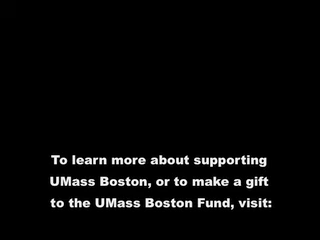 To learn more about supporting
UMass Boston, or to make a gift
to the UMass Boston Fund, visit: